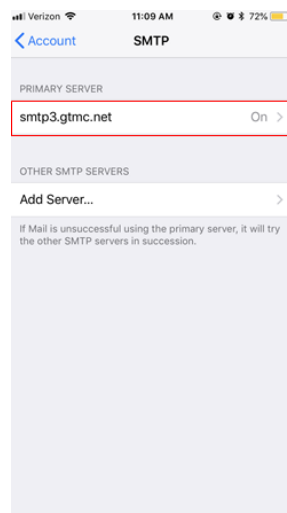 Verizon 11:09 AM 72%
Account SMTP
PRIMARY SERVER
smtp3.gtmc.net On
OTHER SMTP SERVERS
Add Server...
If Mail is unsuccessful using the primary server, it will try
the other SMTP servers in succession.